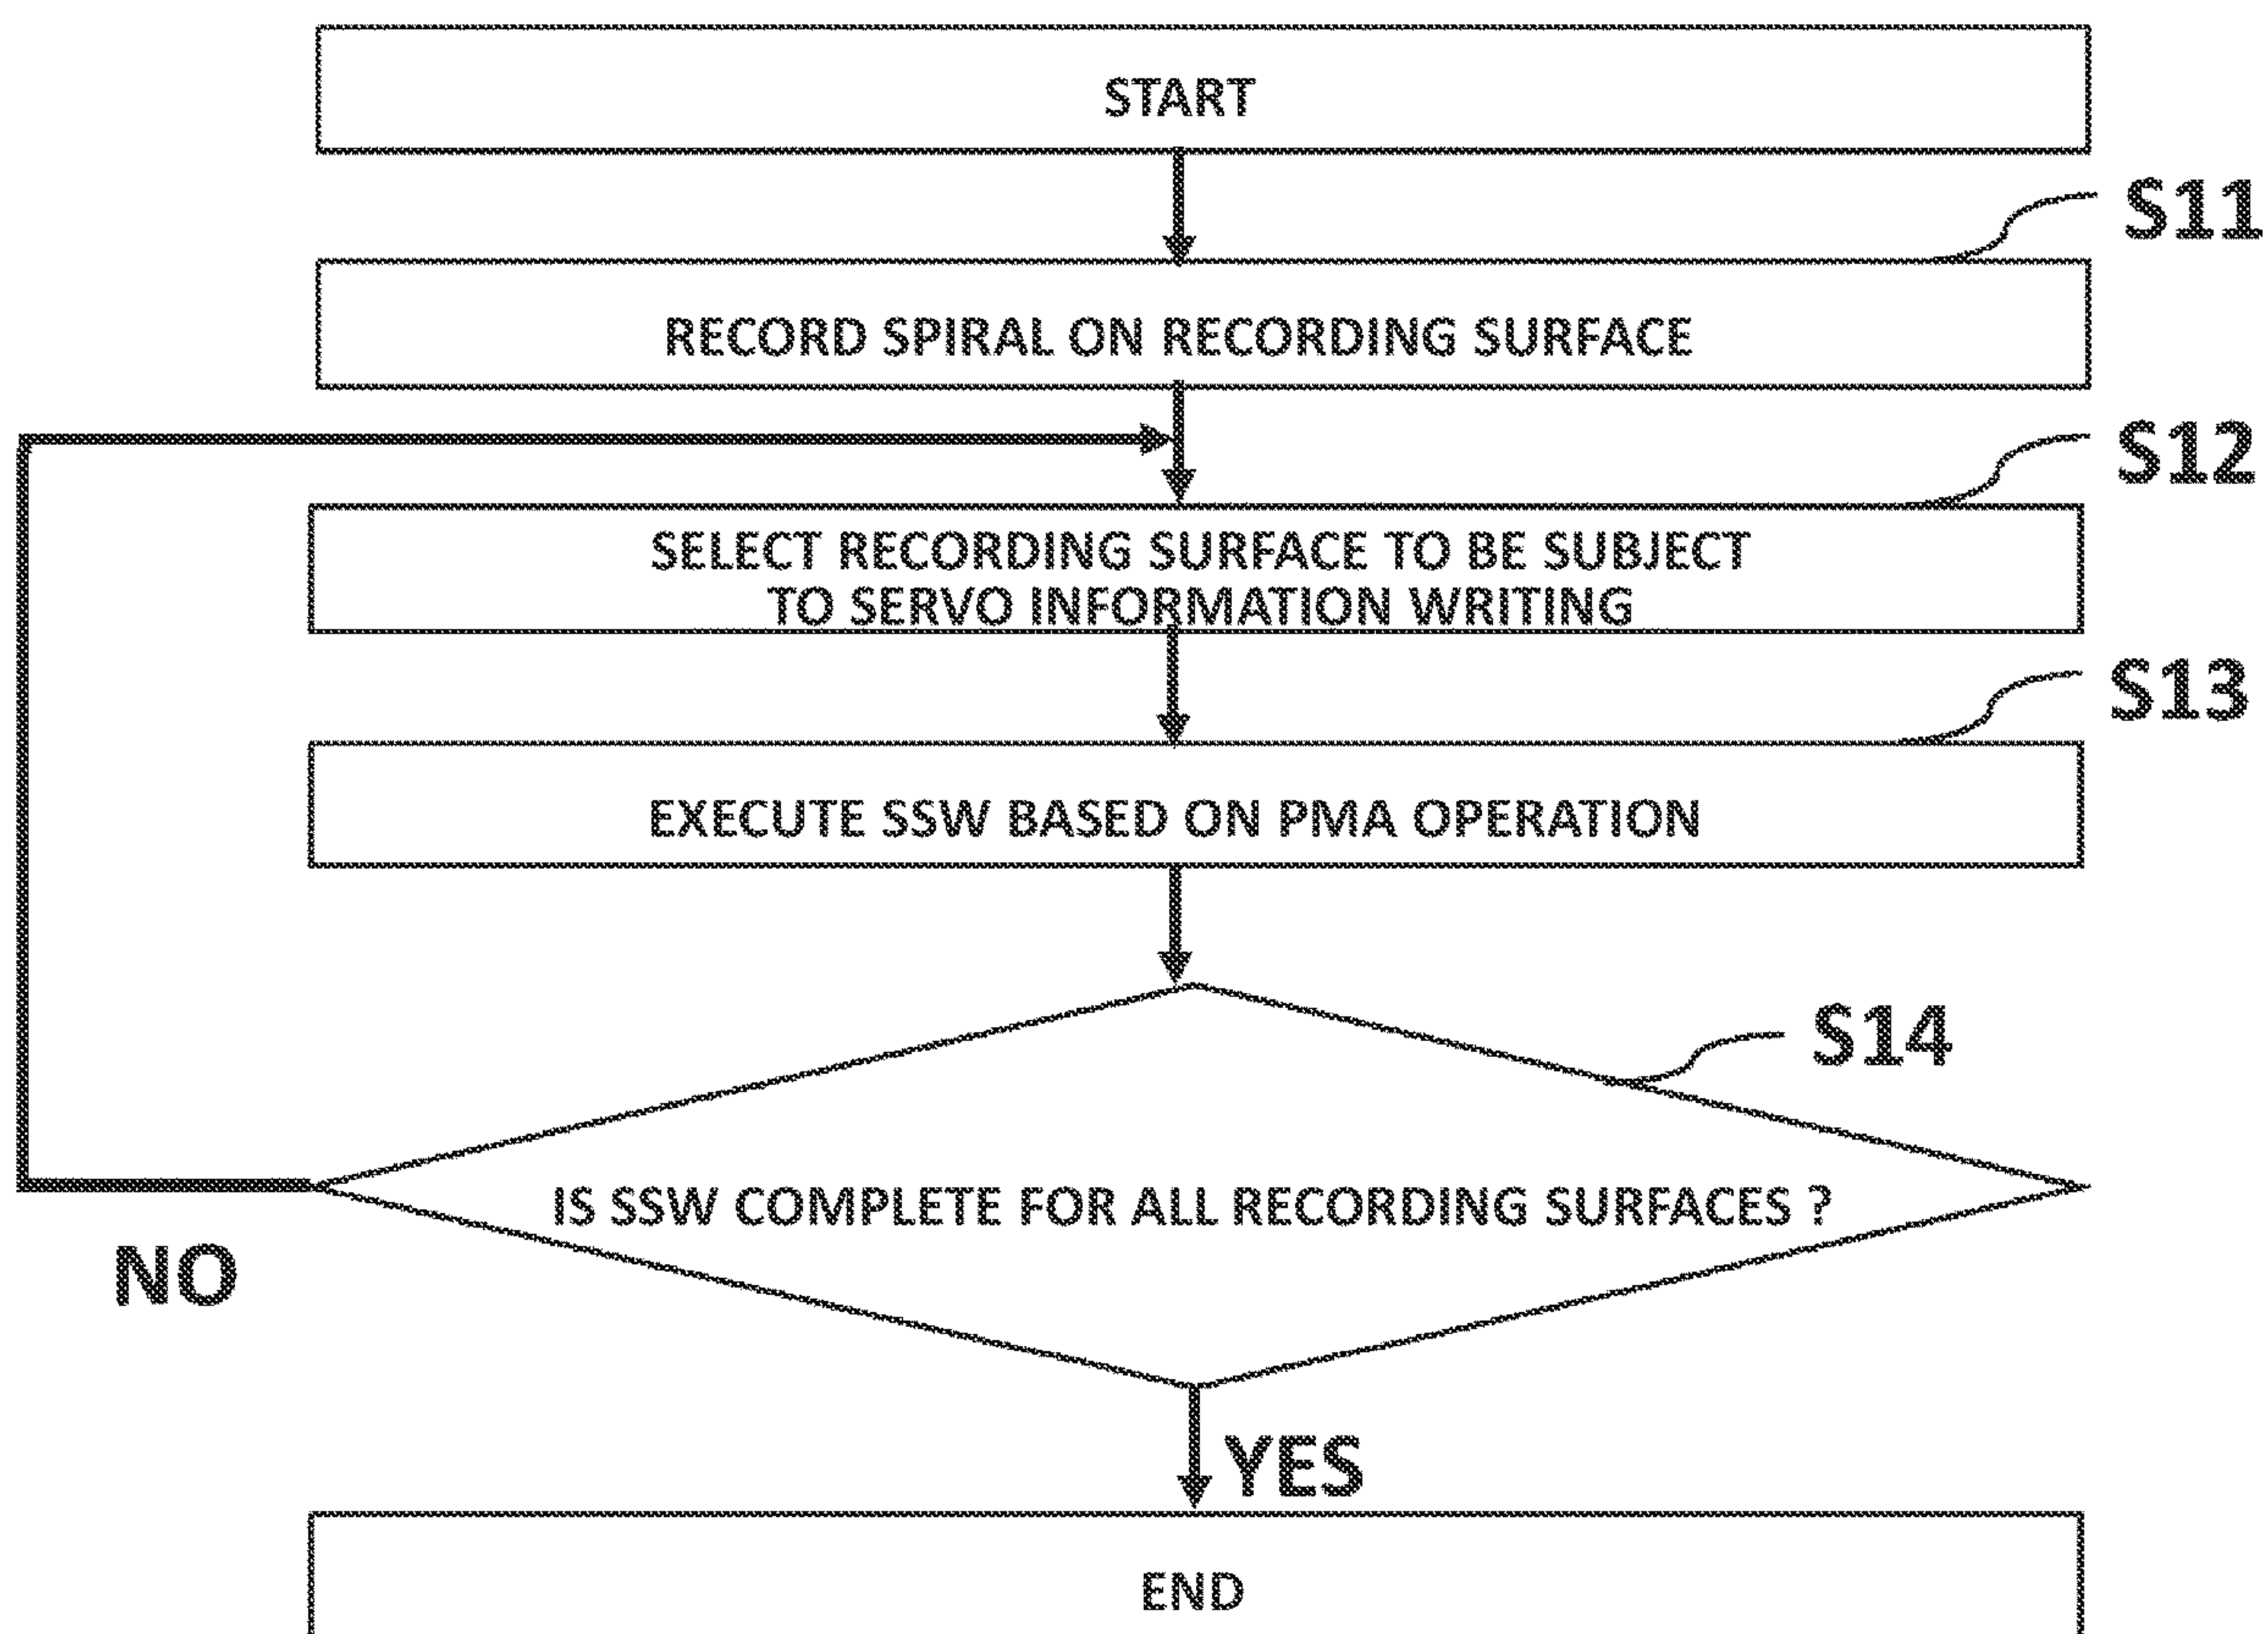 START
S11
RECORD SPIRAL ON RECORDING SURFACE
S12
SELECT RECORDING SURFACE TO BE SUBJECT
TO SERVO INFORMATION WRITING
S13
EXECUTE SSW BASED ON PMA OPERATION
S14
IS SSW COMPLETE FOR ALL RECORDING SURFACES ?
NO
YES
END